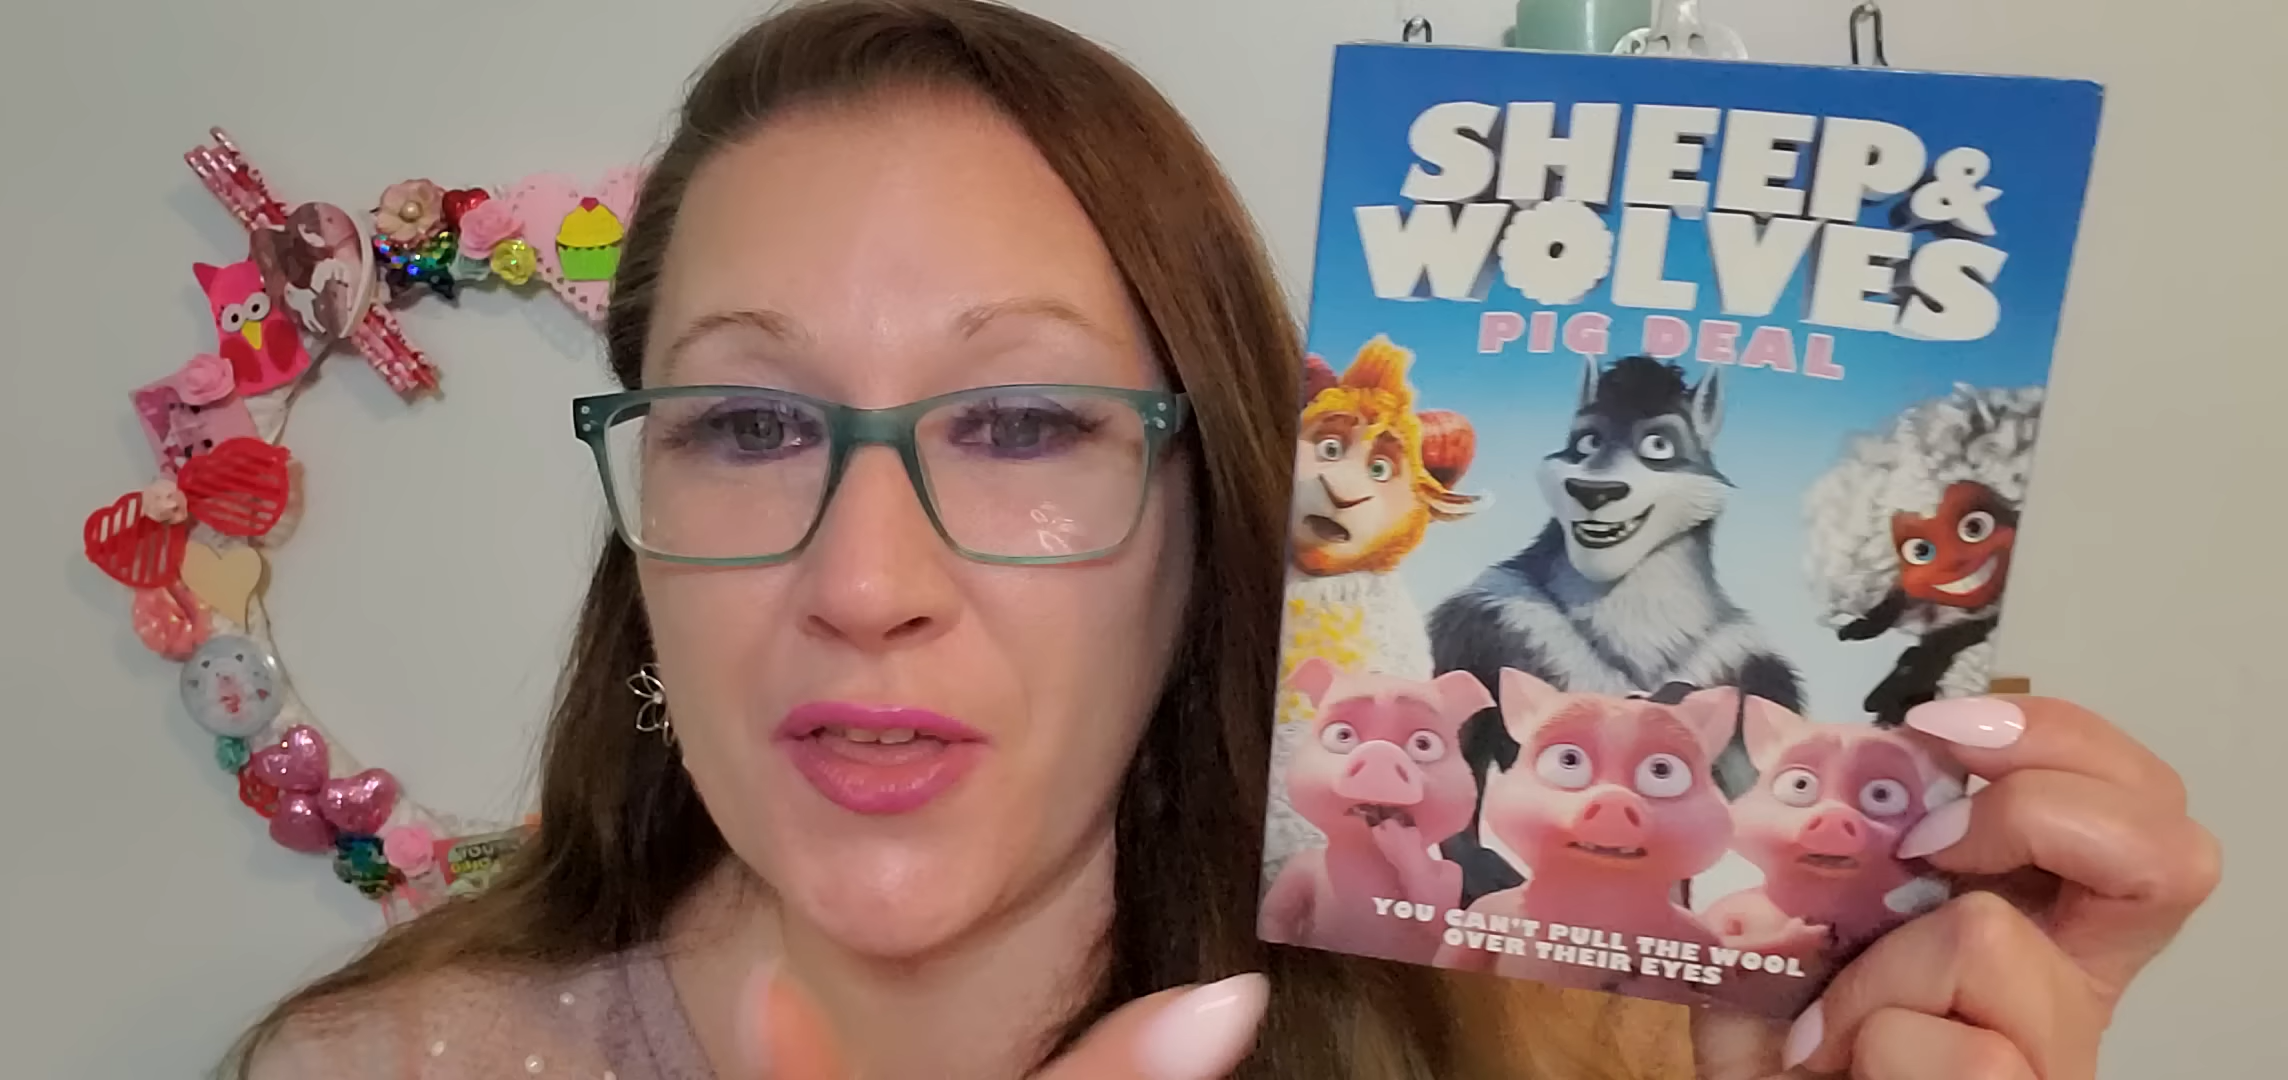 SHEEP &
WOLVES
PIG DEAL
YOU CAN'T PULL THE WOOL
OVER THEIR EYES